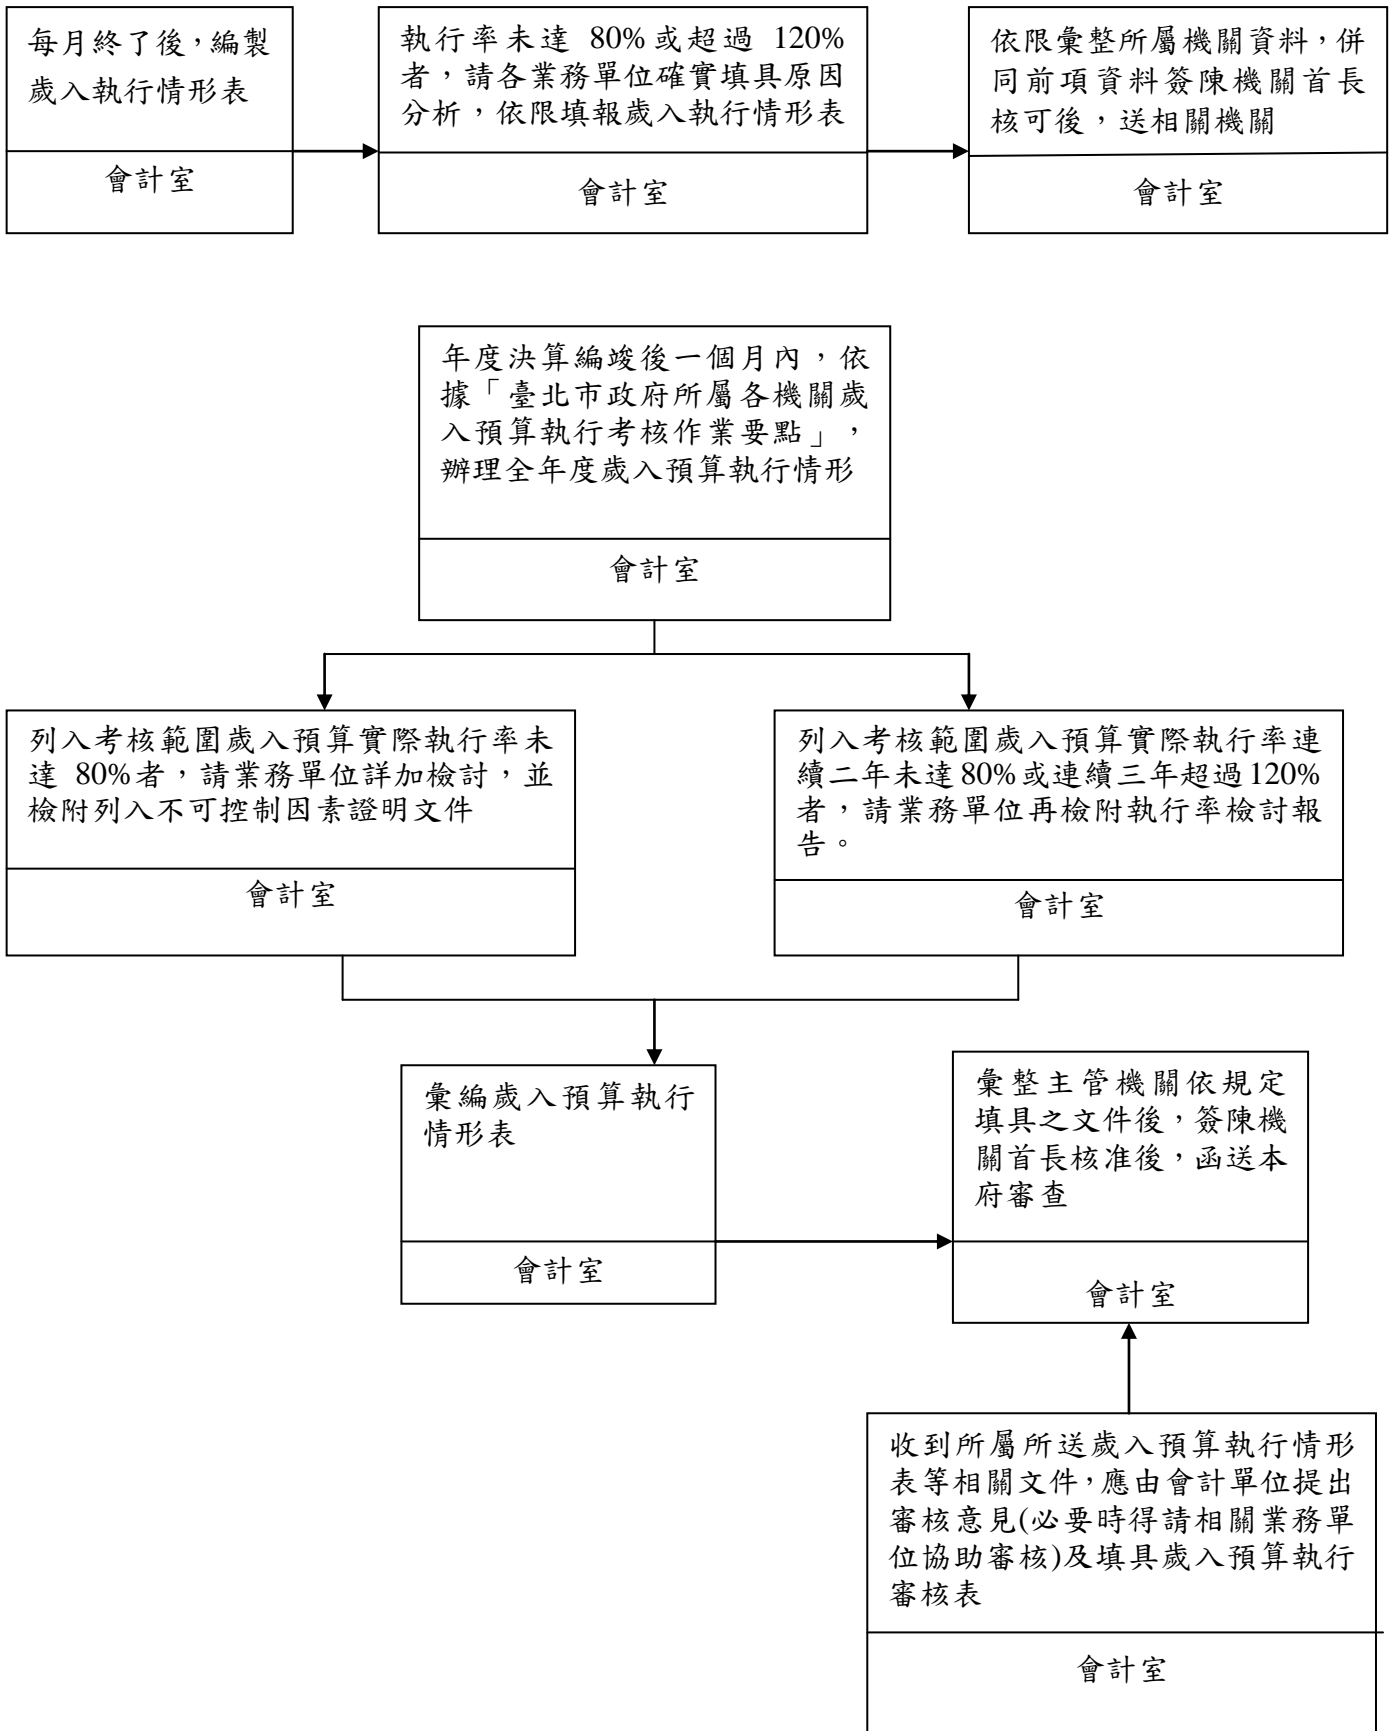 每月終了後，編製
歲入執行情形表
會計室
執行率未達 80% 或超過 120%
者，請各業務單位確實填具原因
分析，依限填報歲入執行情形表
會計室
依限彙整所屬機關資料，併
同前項資料簽陳機關首長
核可後，送相關機關
會計室
年度決算編竣後一個月內，依
據「臺北市政府所屬各機關歲
入預算執行考核作業要點」，
辦理全年度歲入預算執行情形
會計室
列入考核範圍歲入預算實際執行率未
達 80%者，請業務單位詳加檢討，並
檢附列入不可控制因素證明文件
會計室
列入考核範圍歲入預算實際執行率連
續二年未達 80%或連續三年超過 120%
者，請業務單位再檢附執行率檢討報
告。
會計室
彙編歲入預算執行
情形表
會計室
彙整主管機關依規定
填具之文件後，簽陳機
關首長核准後，函送本
府審查
會計室
收到所屬所送歲入預算執行情形
表等相關文件，應由會計單位提出
審核意見(必要時得請相關業務單
位協助審核)及填具歲入預算執行
審核表
會計室